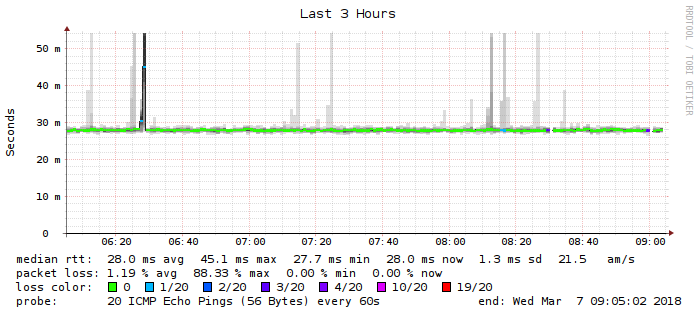 Last 3 Hours
RRDTOOL / TOBI OETIKER
Seconds
50 m
40 m
30 m
20 m
10 m
0
06:20 06:40 07:00 07:20 07:40 08:00 08:20 08:40 09:00
median rtt: 28.0 ms avg 45.1 ms max 27.7 ms min 28.0 ms now 1.3 ms sd 21.5 am/s
packet loss: 1.19 % avg 88.33 % max 0.00 % min 0.00 % now
loss color: 0 1/20 2/20 3/20 4/20 10/20 19/20
probe: 20 ICMP Echo Pings (56 Bytes) every 60s end: Wed Mar 7 09:05:02 2018